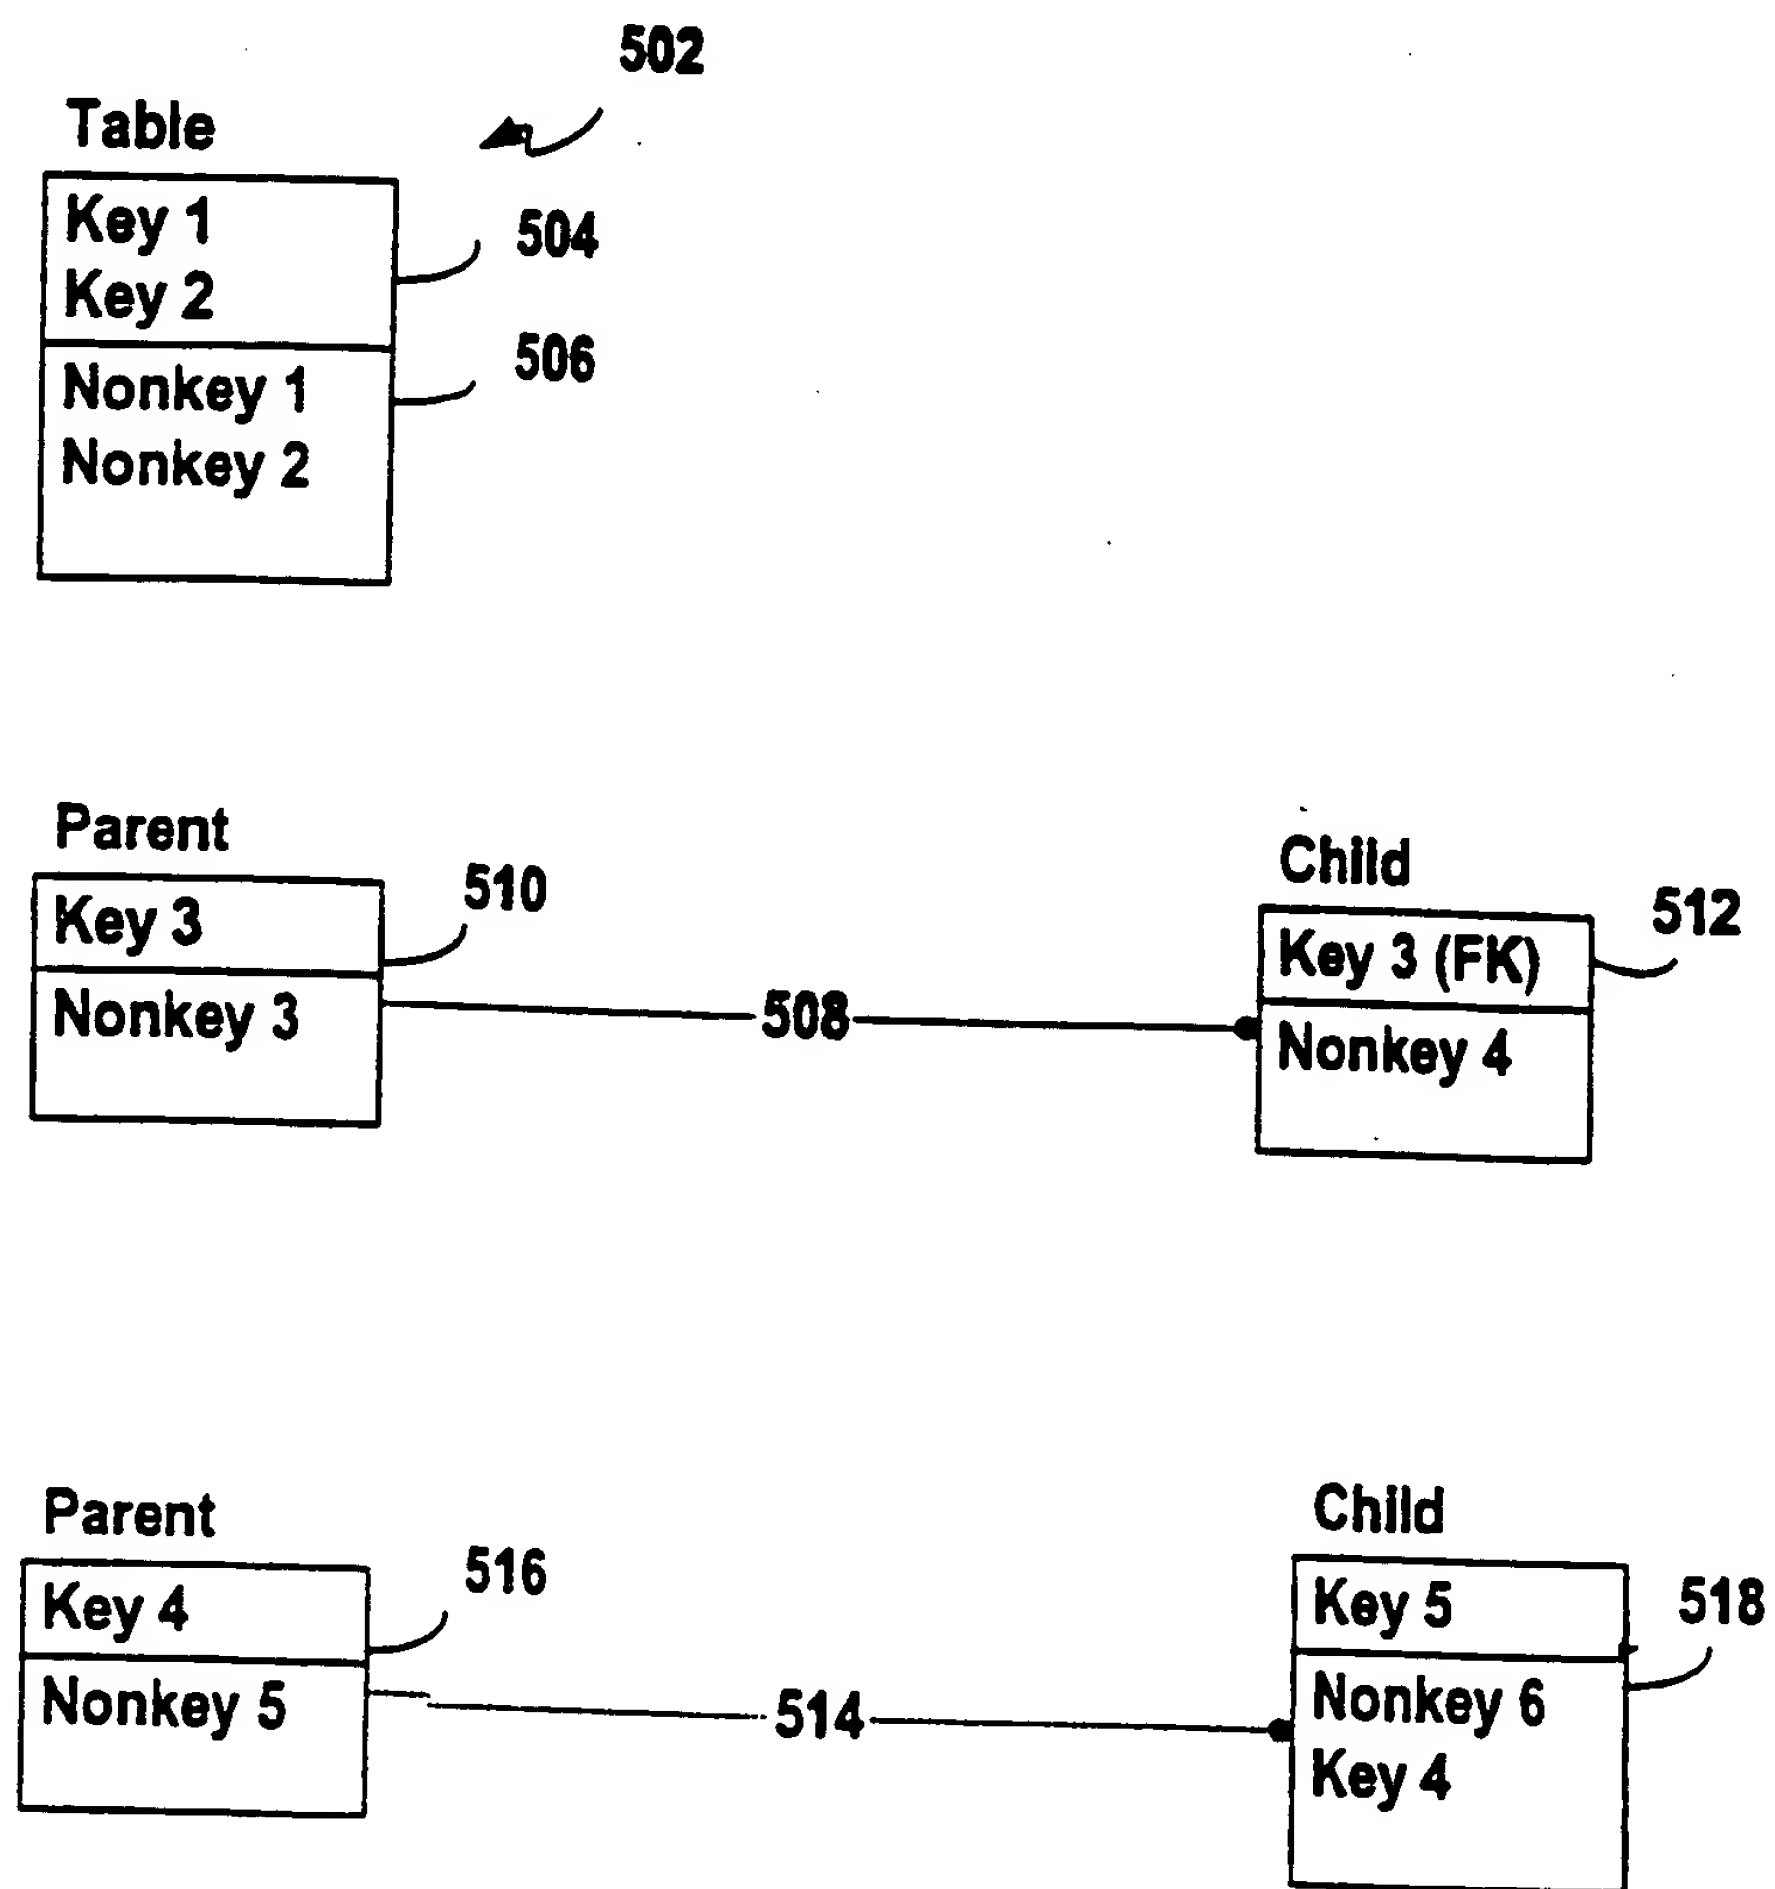 502
Table
Key 1
Key 2
504
Nonkey 1
506
Nonkey 2
Parent
Key 3
510
Nonkey 3
508
Child
Key 3 (FK)
512
Nonkey 4
Parent
Key 4
516
Nonkey 5
514
Child
Key 5
518
Nonkey 6
Key 4